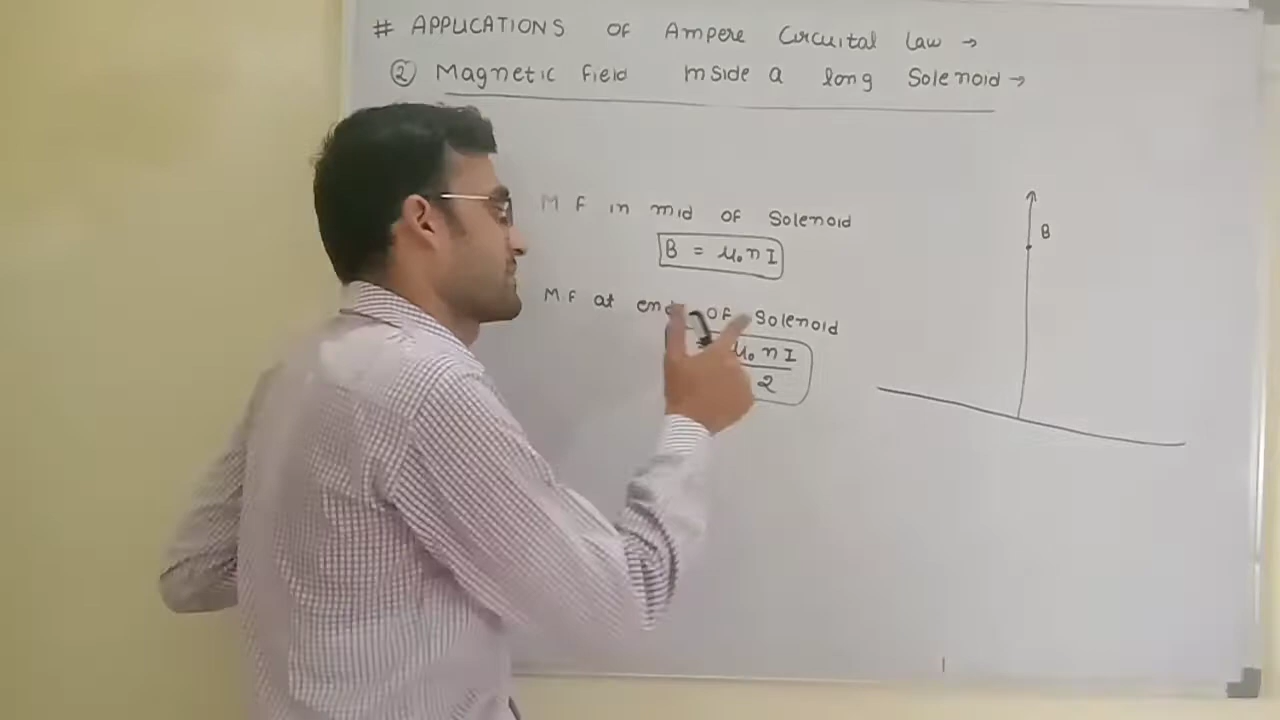 # APPLICATIONS OF Ampere Circuital law →
② Magnetic field inside a long Solenoid →
M F in mid of Solenoid
B = μ₀ n I
M F at end of Solenoid
μ₀ n I
2
B